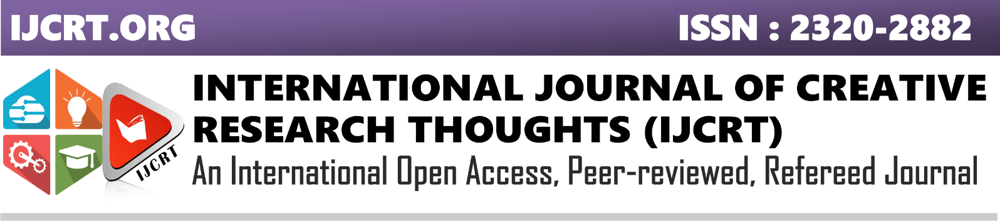 IJCRT.ORG ISSN : 2320-2882
INTERNATIONAL JOURNAL OF CREATIVE
RESEARCH THOUGHTS (IJCRT)
An International Open Access, Peer-reviewed, Refereed Journal
IJCRT